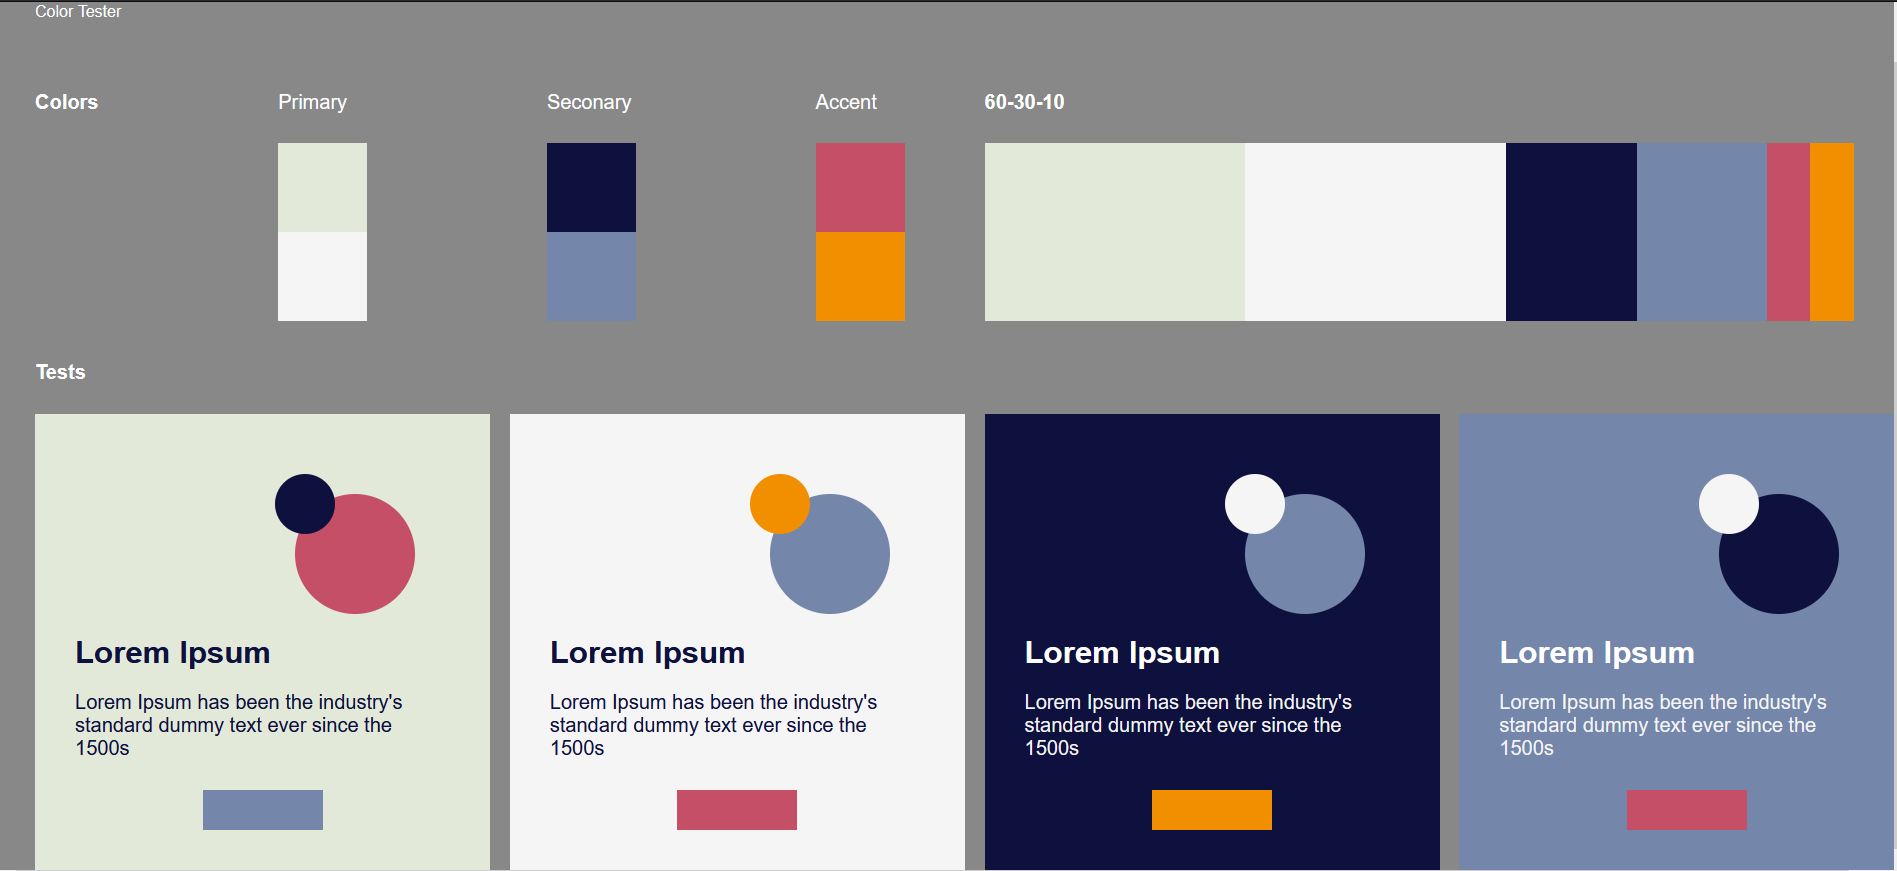 Color Tester
Colors
Primary
Seconary
Accent
60-30-10
Tests
Lorem Ipsum
Lorem Ipsum has been the industry's
standard dummy text ever since the
1500s
Lorem Ipsum
Lorem Ipsum has been the industry's
standard dummy text ever since the
1500s
Lorem Ipsum
Lorem Ipsum has been the industry's
standard dummy text ever since the
1500s
Lorem Ipsum
Lorem Ipsum has been the industry's
standard dummy text ever since the
1500s